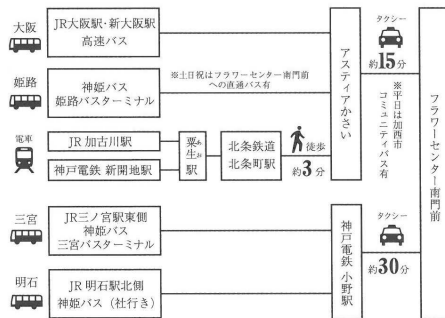 大阪
JR大阪駅・新大阪駅
高速バス
姫路
神姫バス
姫路バスターミナル
※土日祝はフラワーセンター南門前
への直通バス有
電車
JR 加古川駅
神戸電鉄 新開地駅
粟生駅
あお
北条鉄道
北条町駅
徒歩
約3分
アスティアかさい
タクシー
約15分
※平日は加西市
コミュニティバス有
三宮
JR三ノ宮駅東側
神姫バス
三宮バスターミナル
明石
JR 明石駅北側
神姫バス（社行き）
神戸電鉄 小野駅
タクシー
約30分
フラワーセンター南門前